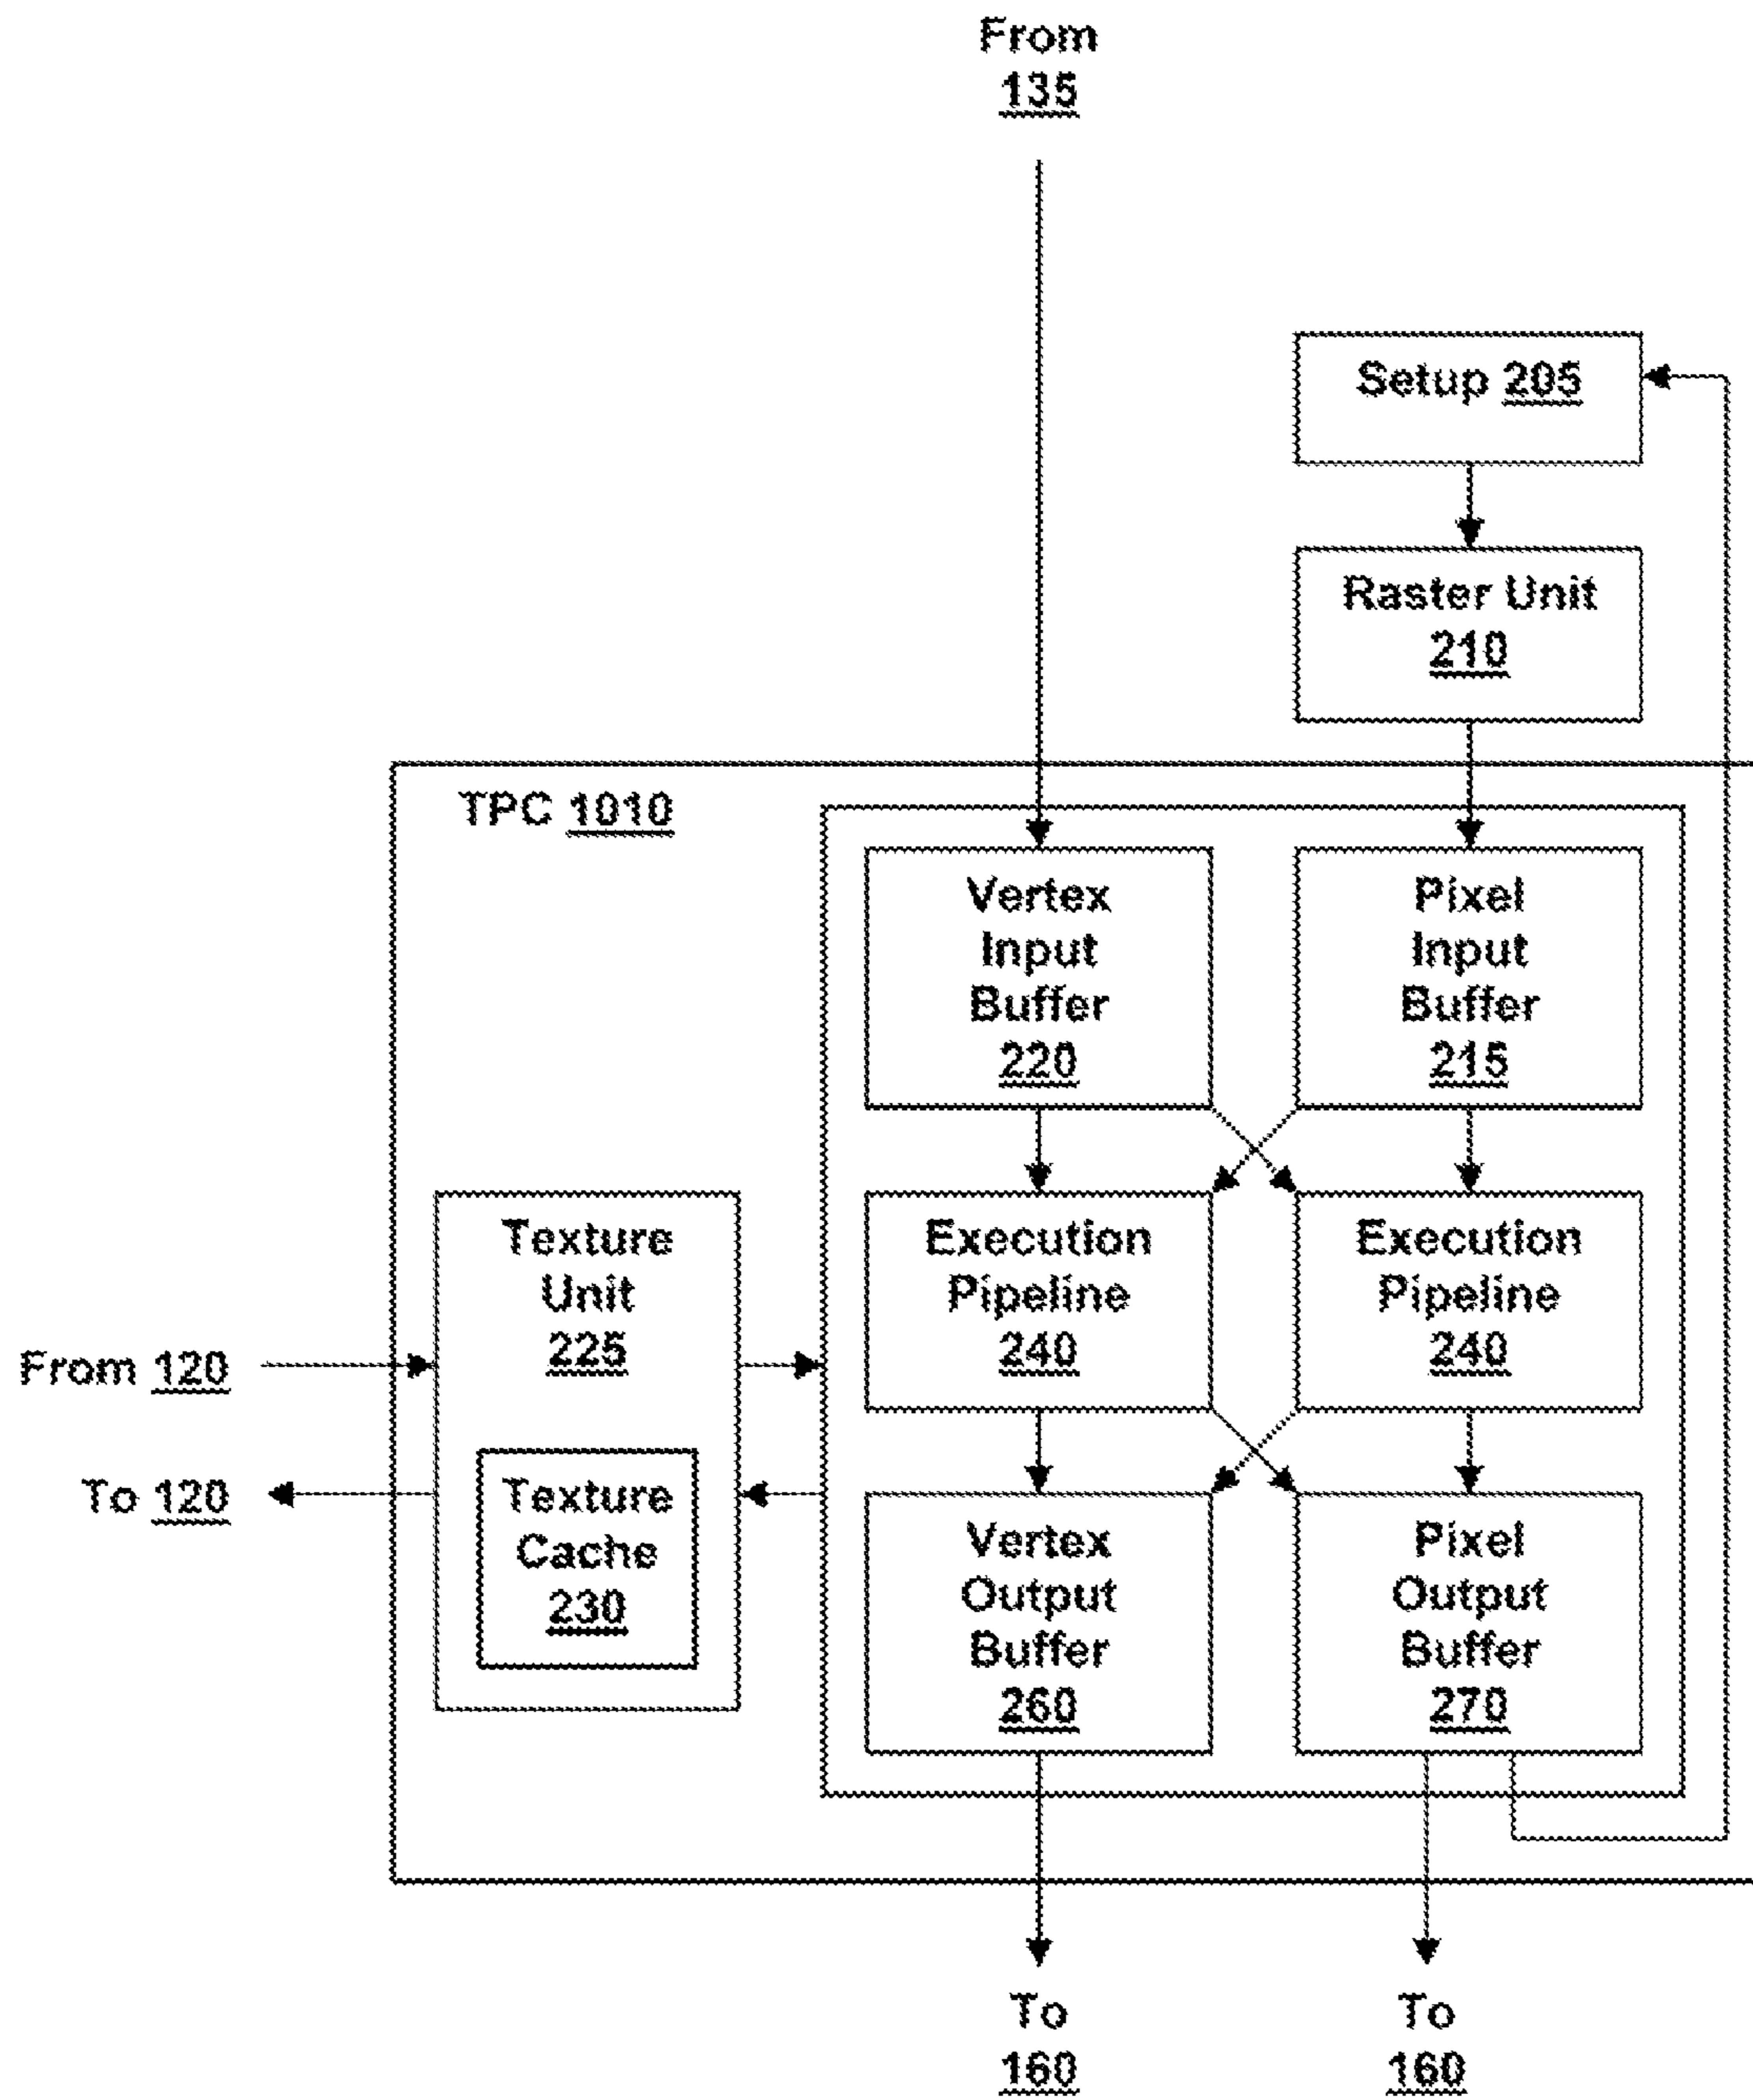 From
135
Setup 205
Raster Unit
210
TPC 1010
Vertex
Input
Buffer
220
Pixel
Input
Buffer
215
Texture
Unit
225
Execution
Pipeline
240
Execution
Pipeline
240
From 120
To 120
Texture
Cache
230
Vertex
Output
Buffer
260
Pixel
Output
Buffer
270
To
160
To
160